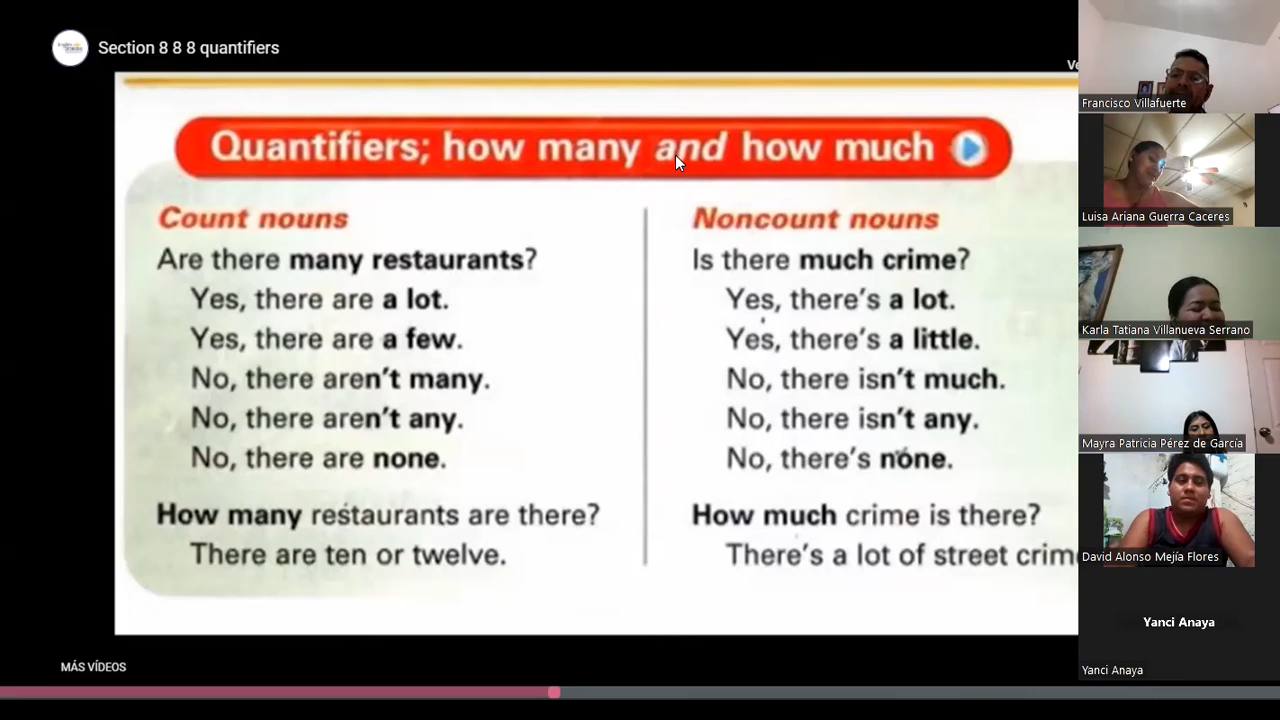 Section 8 8 8 quantifiers
Quantifiers; how many and how much
Count nouns
Are there many restaurants?
Yes, there are a lot.
Yes, there are a few.
No, there aren't many.
No, there aren't any.
No, there are none.
How many restaurants are there?
There are ten or twelve.
Noncount nouns
Is there much crime?
Yes, there's a lot.
Yes, there's a little.
No, there isn't much.
No, there isn't any.
No, there's none.
How much crime is there?
There's a lot of street crim
MÁS VÍDEOS
Francisco Villafuerte
Luisa Ariana Guerra Caceres
Karla Tatiana Villanueva Serrano
Mayra Patricia Pérez de García
David Alonso Mejía Flores
Yanci Anaya
Yanci Anaya